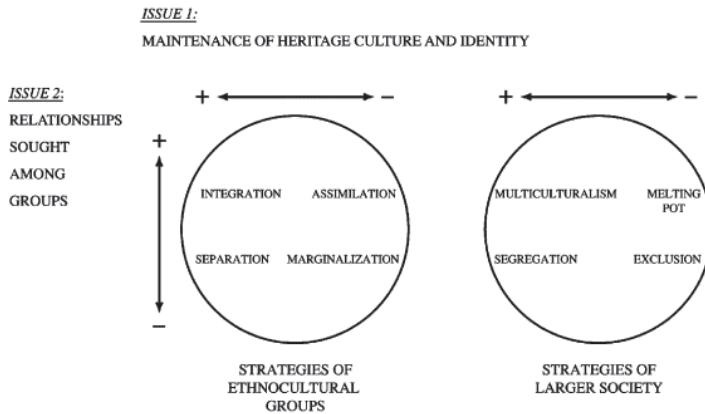 ISSUE 1:
MAINTENANCE OF HERITAGE CULTURE AND IDENTITY
ISSUE 2:
RELATIONSHIPS
SOUGHT
AMONG
GROUPS
+ −
+
−
INTEGRATION ASSIMILATION
SEPARATION MARGINALIZATION
STRATEGIES OF
ETHNOCULTURAL
GROUPS
+ −
MULTICULTURALISM MELTING
POT
SEGREGATION EXCLUSION
STRATEGIES OF
LARGER SOCIETY